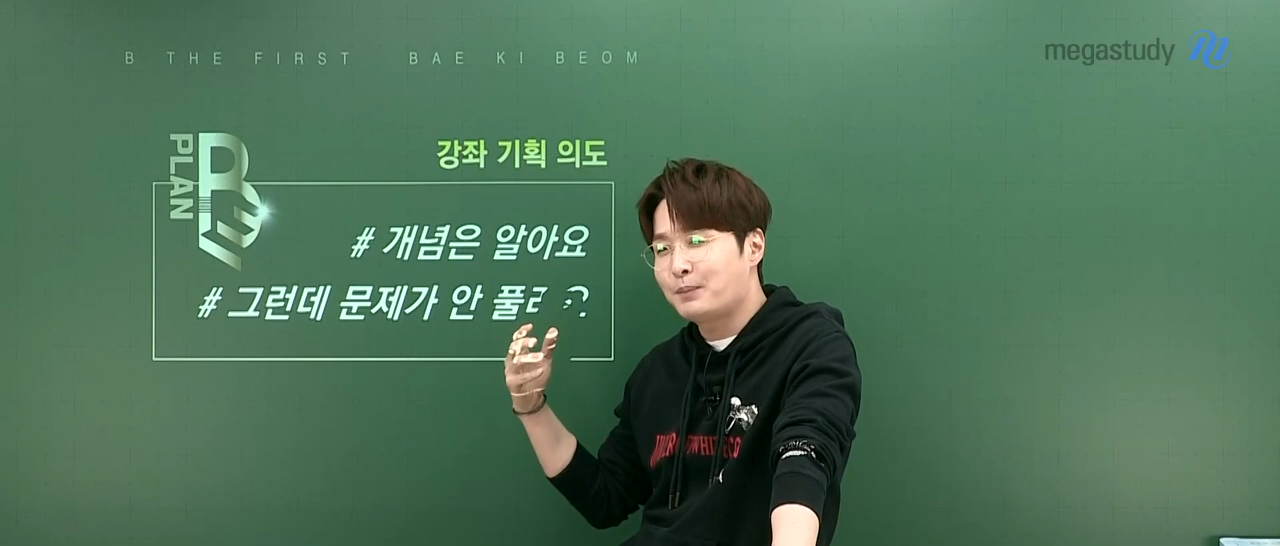 B THE FIRST BAE KI BEOM
megastudy
PLAN
강좌 기획 의도
# 개념은 알아요
# 그런데 문제가 안